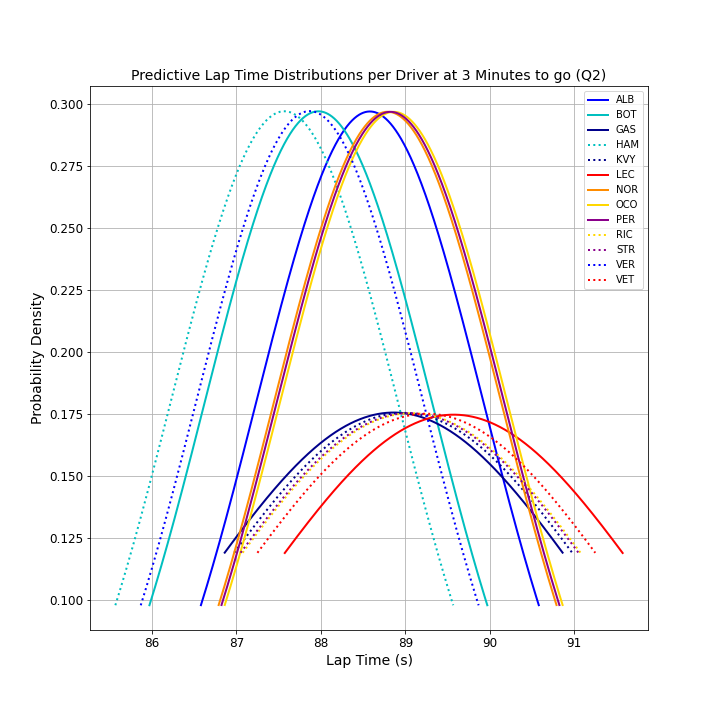 Predictive Lap Time Distributions per Driver at 3 Minutes to go (Q2)
0.300
0.275
0.250
0.225
0.200
0.175
0.150
0.125
0.100
Probability Density
ALB
BOT
GAS
HAM
KVY
LEC
NOR
OCO
PER
RIC
STR
VER
VET
86 87 88 89 90 91
Lap Time (s)